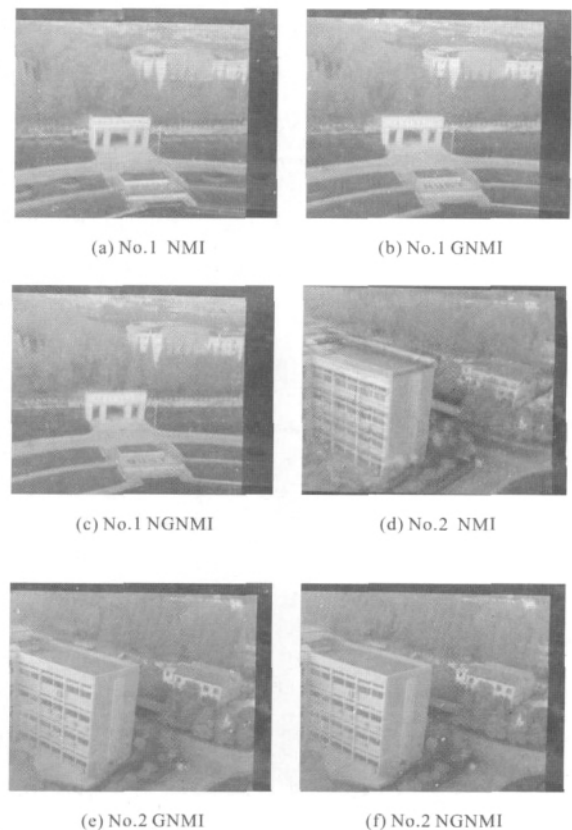 (a) No.1 NMI
(b) No.1 GNMI
(c) No.1 NGNMI
(d) No.2 NMI
(e) No.2 GNMI
(f) No.2 NGNMI